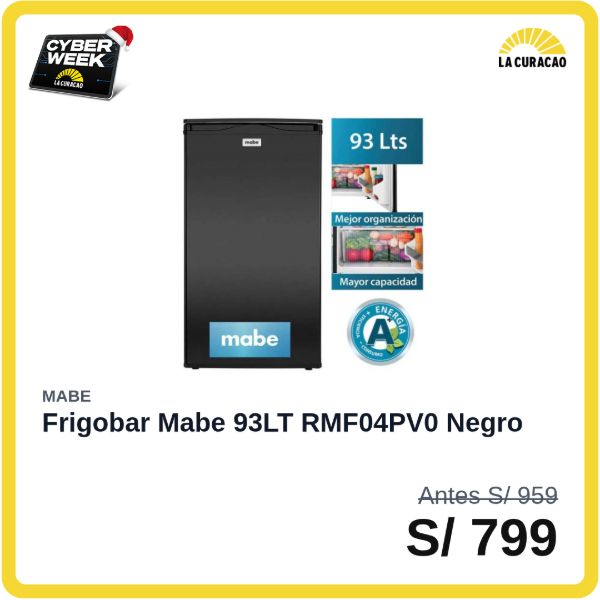 CYBER
WEEK
LA CURACAO
LA CURACAO
mabe
93 Lts
Mejor organización
Mayor capacidad
mabe
A
ENERGÍA
MABE
Frigobar Mabe 93LT RMF04PV0 Negro
Antes S/ 959
S/ 799